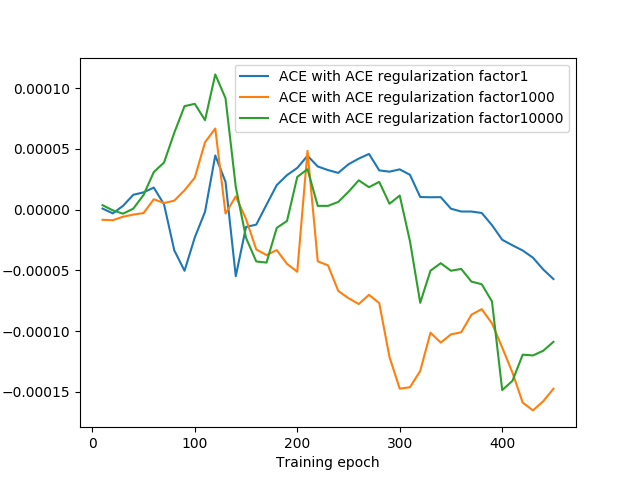 ACE with ACE regularization factor1
ACE with ACE regularization factor1000
ACE with ACE regularization factor10000
0.00010
0.00005
0.00000
−0.00005
−0.00010
−0.00015
0 100 200 300 400
Training epoch